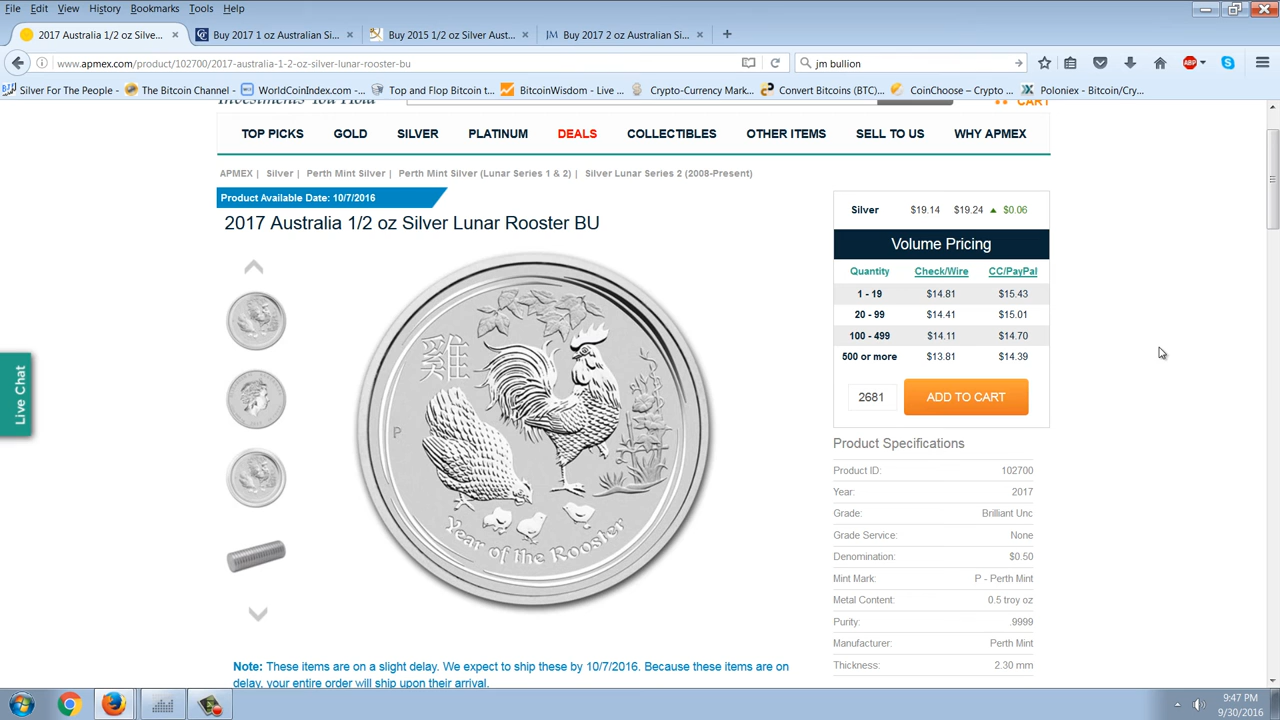 File Edit View History Bookmarks Tools Help
2017 Australia 1/2 oz Silve... × Buy 2017 1 oz Australian Si... × Buy 2015 1/2 oz Silver Aust... × JM Buy 2017 2 oz Australian Si... × +
www.apmex.com/product/102700/2017-australia-1-2-oz-silver-lunar-rooster-bu jm bullion ABP
Silver For The People - ... The Bitcoin Channel - ... WorldCoinIndex.com -... Top and Flop Bitcoin t... BitcoinWisdom - Live ... Crypto-Currency Mark... Convert Bitcoins (BTC)... CoinChoose – Crypto ... Poloniex - Bitcoin/Cry...
Investments You Hold CART
TOP PICKS GOLD SILVER PLATINUM DEALS COLLECTIBLES OTHER ITEMS SELL TO US WHY APMEX
APMEX | Silver | Perth Mint Silver | Perth Mint Silver (Lunar Series 1 & 2) | Silver Lunar Series 2 (2008-Present)
Product Available Date: 10/7/2016
2017 Australia 1/2 oz Silver Lunar Rooster BU
雞
P
Year of the Rooster
Live Chat
Note: These items are on a slight delay. We expect to ship these by 10/7/2016. Because these items are on
delay, your entire order will ship upon their arrival.
Silver $19.14 $19.24 $0.06
Volume Pricing
Quantity Check/Wire CC/PayPal
1 - 19 $14.81 $15.43
20 - 99 $14.41 $15.01
100 - 499 $14.11 $14.70
500 or more $13.81 $14.39
2681 ADD TO CART
Product Specifications
Product ID: 102700
Year: 2017
Grade: Brilliant Unc
Grade Service: None
Denomination: $0.50
Mint Mark: P - Perth Mint
Metal Content: 0.5 troy oz
Purity: .9999
Manufacturer: Perth Mint
Thickness: 2.30 mm
9:47 PM
9/30/2016